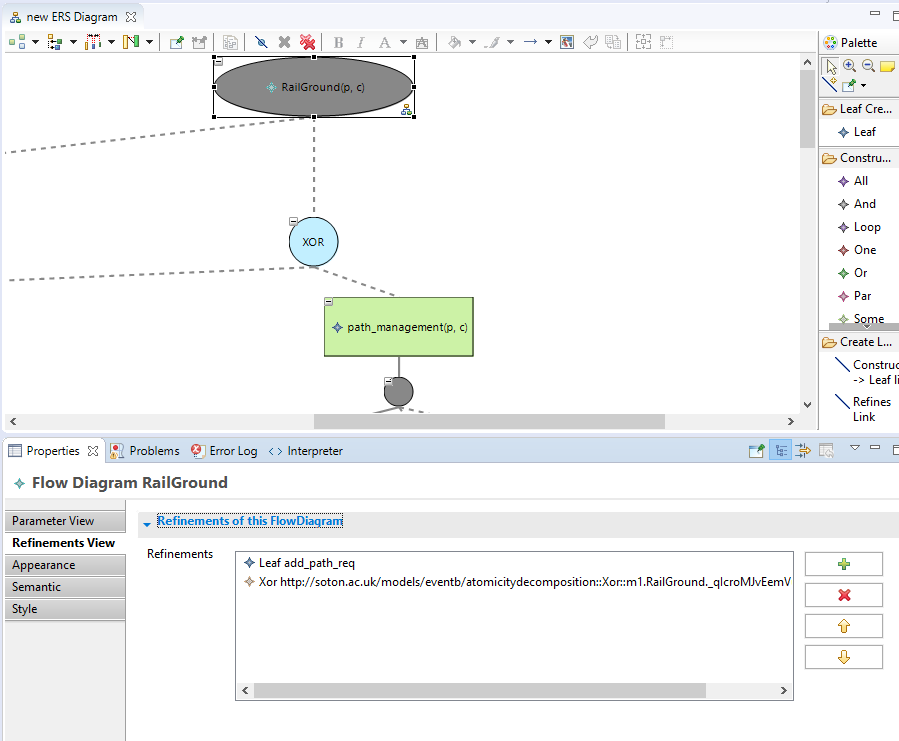 new ERS Diagram
B I A A
Palette
RailGround(p, c)
XOR
path_management(p, c)
Leaf Cre...
Leaf
Constru...
All
And
Loop
One
Or
Par
Some
Create L...
Construc
-> Leaf li
Refines
Link
Properties
Problems
Error Log
Interpreter
Flow Diagram RailGround
Parameter View
Refinements View
Appearance
Semantic
Style
Refinements of this FlowDiagram
Refinements
Leaf add_path_req
Xor http://soton.ac.uk/models/eventb/atomicitydecomposition::Xor::m1.RailGround._qIcroMJvEemV